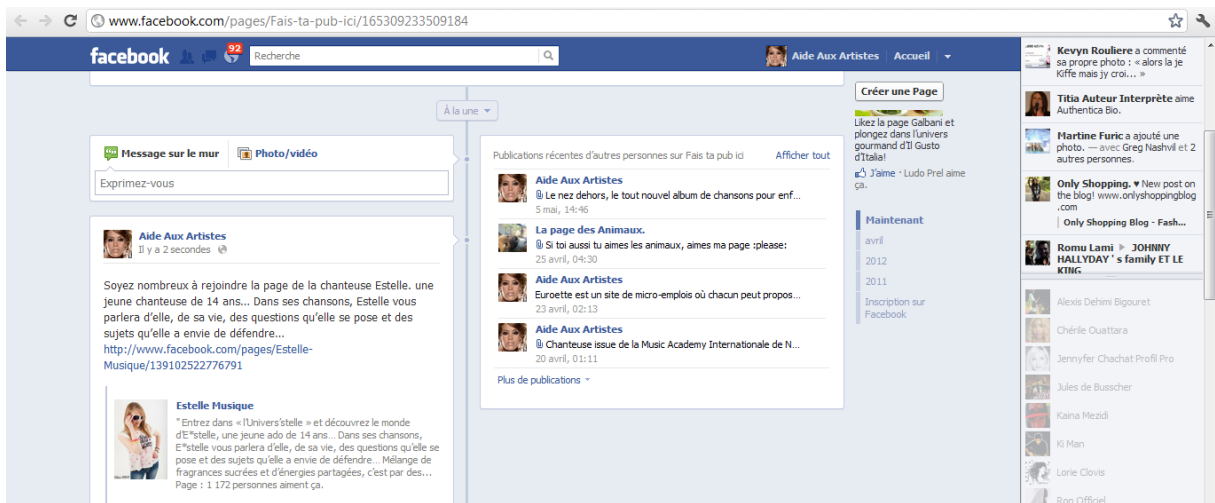 www.facebook.com/pages/Fais-ta-pub-ici/165309233509184
facebook
92
Recherche
Aide Aux Artistes
Accueil
À la une
Message sur le mur
Photo/vidéo
Exprimez-vous
Aide Aux Artistes
Il y a 2 secondes
Soyez nombreux à rejoindre la page de la chanteuse Estelle. une
jeune chanteuse de 14 ans... Dans ses chansons, Estelle vous
parlera d'elle, de sa vie, des questions qu'elle se pose et des
sujets qu'elle a envie de défendre...
http://www.facebook.com/pages/Estelle-
Musique/139102522776791
Estelle Musique
"Entrez dans « l'Univers'stelle » et découvrez le monde
d'E*stelle, une jeune ado de 14 ans... Dans ses chansons,
E*stelle vous parlera d'elle, de sa vie, des questions qu'elle se
pose et des sujets qu'elle a envie de défendre... Mélange de
fragrances sucrées et d'énergies partagées, c'est par des...
Page : 1 172 personnes aiment ça.
Publications récentes d'autres personnes sur Fais ta pub ici
Afficher tout
Aide Aux Artistes
Le nez dehors, le tout nouvel album de chansons pour enf...
5 mai, 14:46
La page des Animaux.
Si toi aussi tu aimes les animaux, aimes ma page :please:
25 avril, 04:30
Aide Aux Artistes
Euroette est un site de micro-emplois où chacun peut propos...
23 avril, 02:13
Aide Aux Artistes
Chanteuse issue de la Music Academy Internationale de N...
20 avril, 01:11
Plus de publications
Créer une Page
Likez la page Galbani et
plongez dans l'univers
gourmand d'Il Gusto
d'Italia!
J'aime · Ludo Prel aime
ça.
Maintenant
avril
2012
2011
Inscription sur
Facebook
Kevyn Rouliere a commenté
sa propre photo : « alors la je
Kiffe mais jy croi... »
Titia Auteur Interprète aime
Authentica Bio.
Martine Furic a ajouté une
photo. — avec Greg Nashvil et 2
autres personnes.
Only Shopping. ♥ New post on
the blog! www.onlyshoppingblog
.com
Only Shopping Blog - Fash...
Romu Lami ▶ JOHNNY
HALLYDAY ' s family ET LE
KING
Alexis Dehimi Bigouret
Chérile Ouattara
Jennyfer Chachat Profil Pro
Jules de Busscher
Kaina Mezidi
Ki Man
Lorie Clovis
Ron Officiel